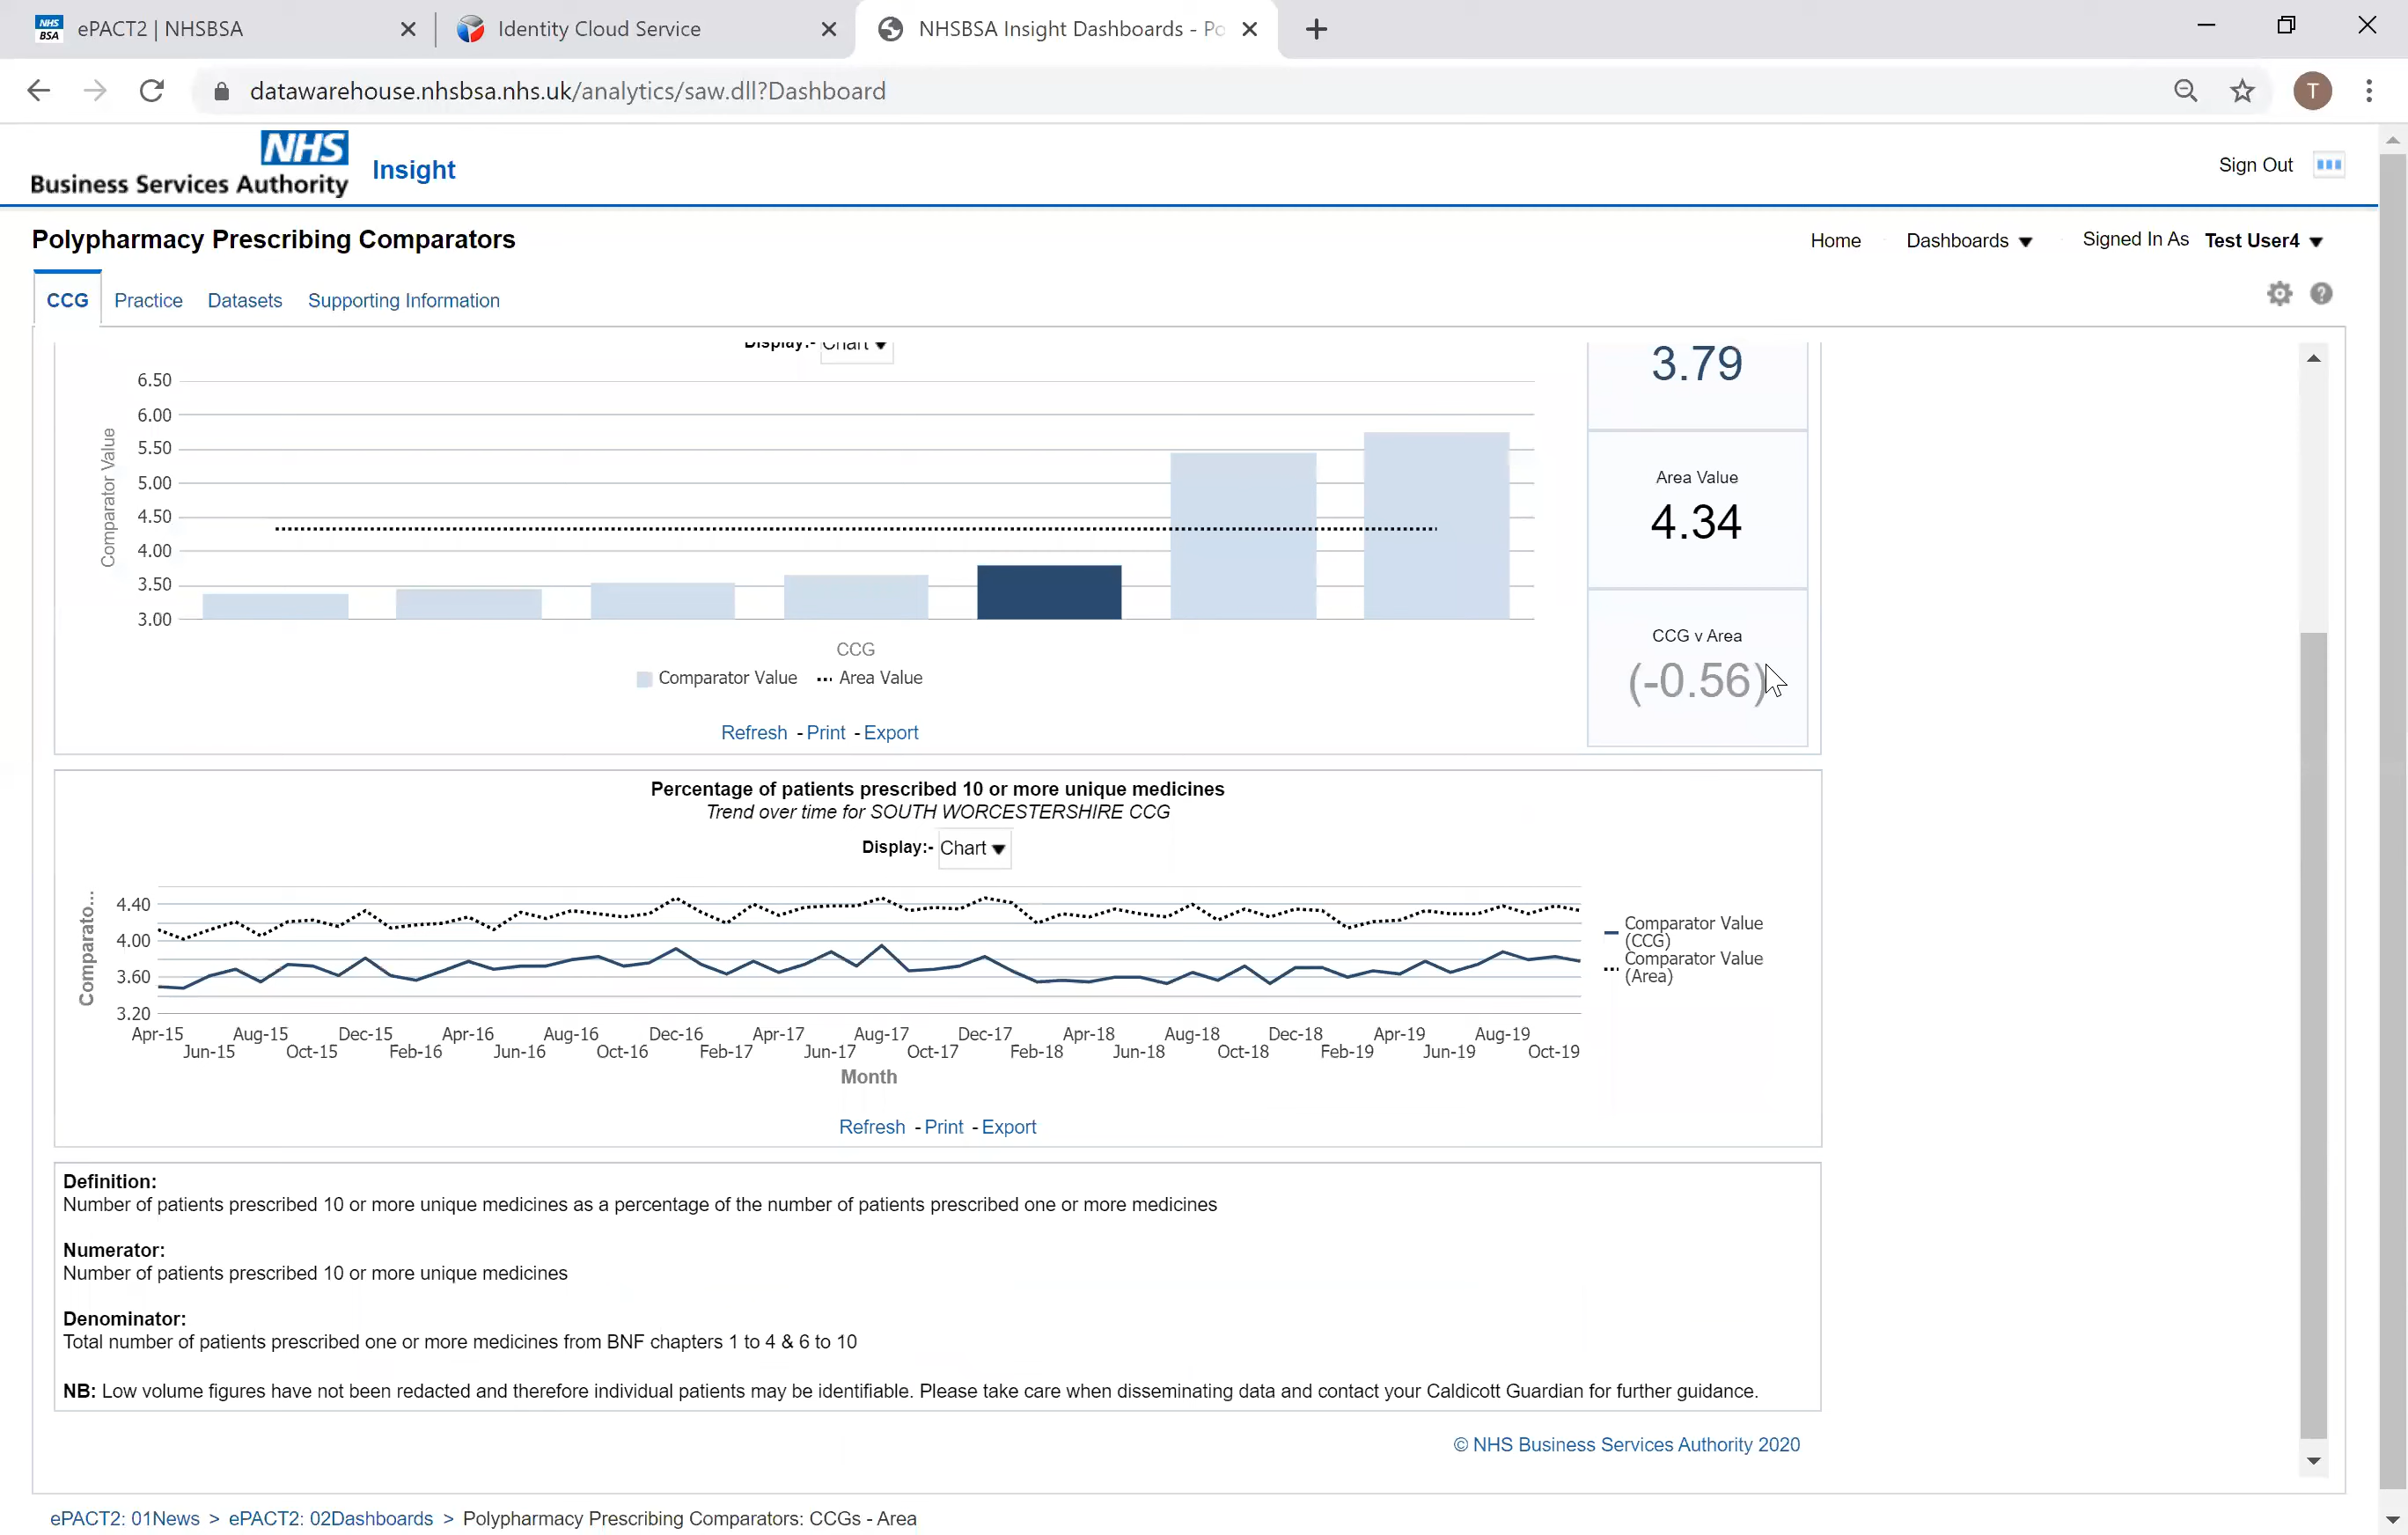 ePACT2 | NHSBSA
Identity Cloud Service
NHSBSA Insight Dashboards - Po
datawarehouse.nhsbsa.nhs.uk/analytics/saw.dll?Dashboard
T
NHS
Business Services Authority
Insight
Sign Out
Polypharmacy Prescribing Comparators
Home
Dashboards
Signed In As Test User4
CCG Practice Datasets Supporting Information
Display:- Chart
3.79
6.50
6.00
5.50
5.00
4.50
4.00
3.50
3.00
Comparator Value
CCG
Comparator Value
Area Value
Refresh - Print - Export
Area Value
4.34
CCG v Area
(-0.56)
Percentage of patients prescribed 10 or more unique medicines
Trend over time for SOUTH WORCESTERSHIRE CCG
Display:- Chart
Comparato...
4.40
4.00
3.60
3.20
Apr-15 Aug-15 Dec-15 Apr-16 Aug-16 Dec-16 Apr-17 Aug-17 Dec-17 Apr-18 Aug-18 Dec-18 Apr-19 Aug-19
Jun-15 Oct-15 Feb-16 Jun-16 Oct-16 Feb-17 Jun-17 Oct-17 Feb-18 Jun-18 Oct-18 Feb-19 Jun-19 Oct-19
Month
Comparator Value
(CCG)
Comparator Value
(Area)
Refresh - Print - Export
Definition:
Number of patients prescribed 10 or more unique medicines as a percentage of the number of patients prescribed one or more medicines
Numerator:
Number of patients prescribed 10 or more unique medicines
Denominator:
Total number of patients prescribed one or more medicines from BNF chapters 1 to 4 & 6 to 10
NB: Low volume figures have not been redacted and therefore individual patients may be identifiable. Please take care when disseminating data and contact your Caldicott Guardian for further guidance.
© NHS Business Services Authority 2020
ePACT2: 01News > ePACT2: 02Dashboards > Polypharmacy Prescribing Comparators: CCGs - Area